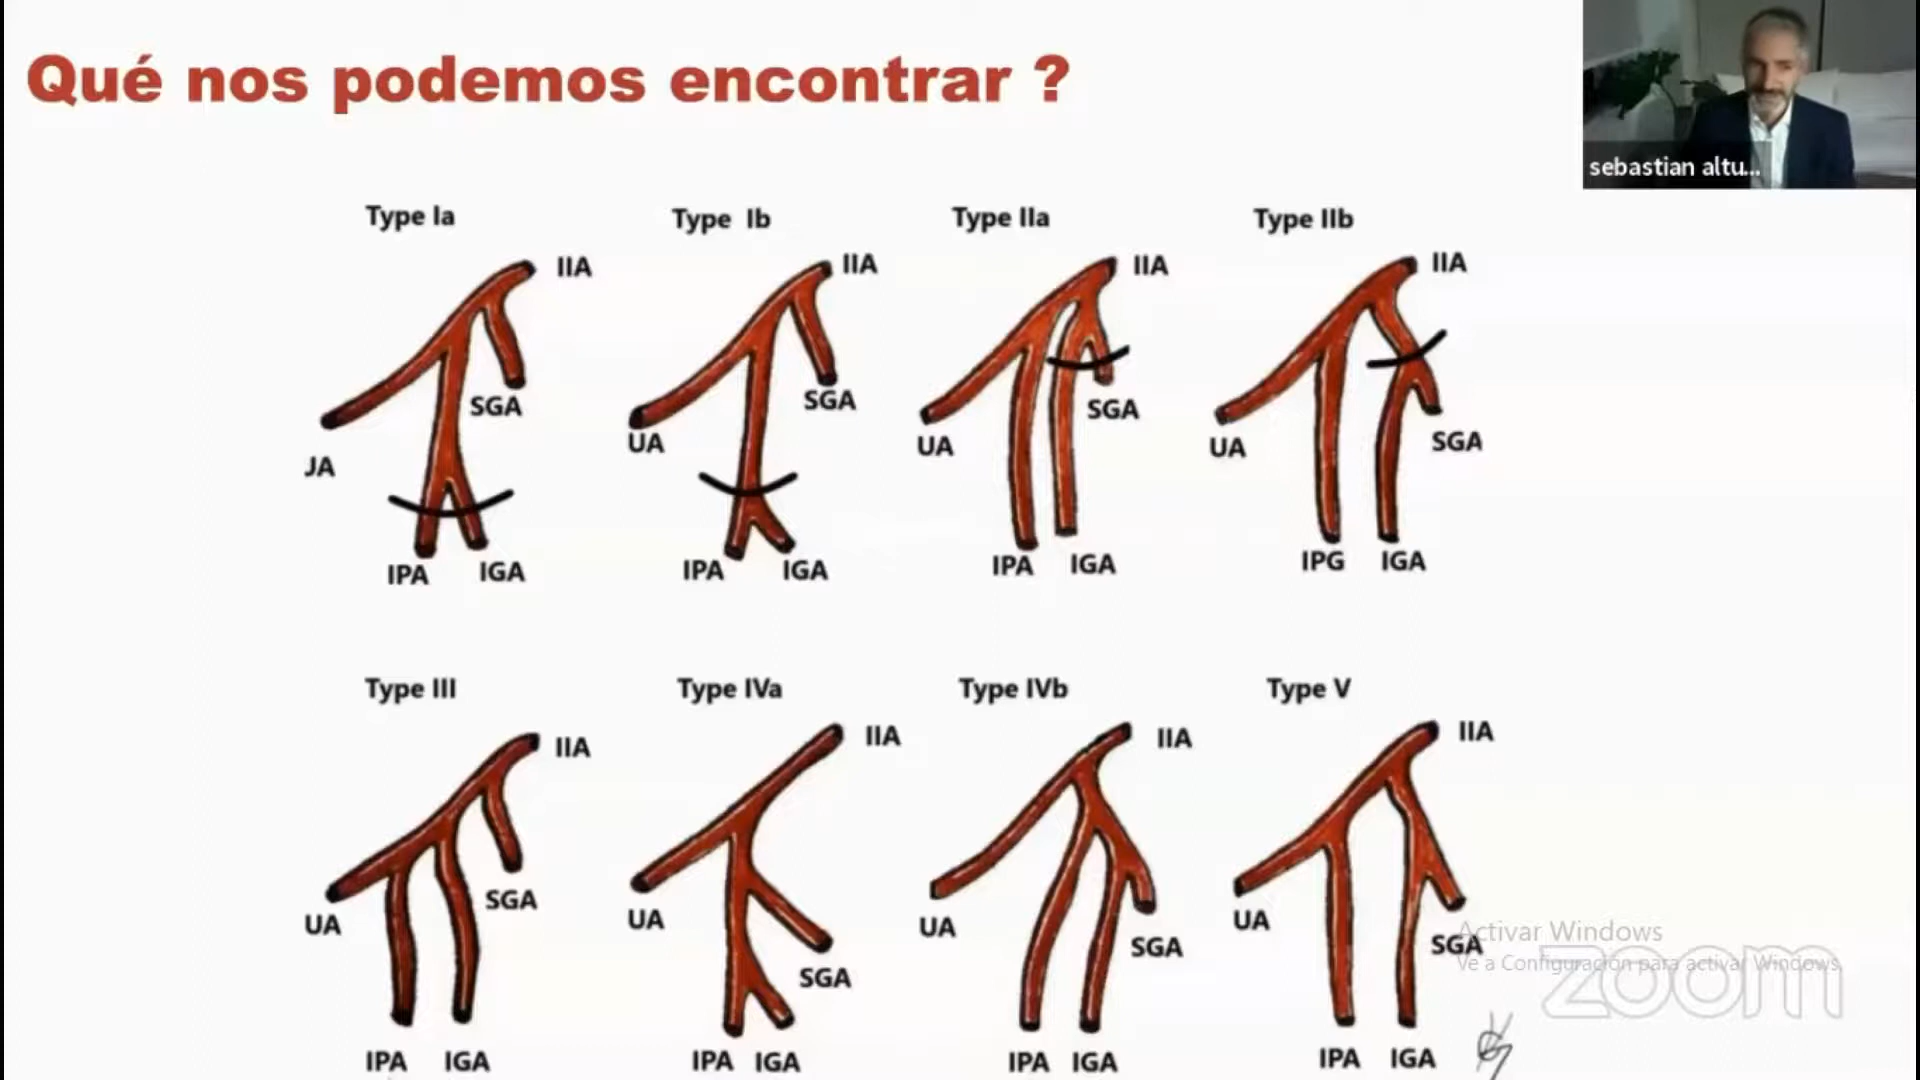 Qué nos podemos encontrar ?
sebastian altu...
Type Ia
Type Ib
Type IIa
Type IIb
IIA
IIA
IIA
IIA
SGA
SGA
SGA
SGA
JA
UA
UA
UA
IPA
IGA
IPA
IGA
IPA
IGA
IPG
IGA
Type III
Type IVa
Type IVb
Type V
IIA
IIA
IIA
IIA
UA
SGA
UA
SGA
UA
SGA
UA
SGA
Activar Windows
Ve a Configuración para activar Windows.
zoom
IPA
IGA
IPA
IGA
IPA
IGA
IPA
IGA